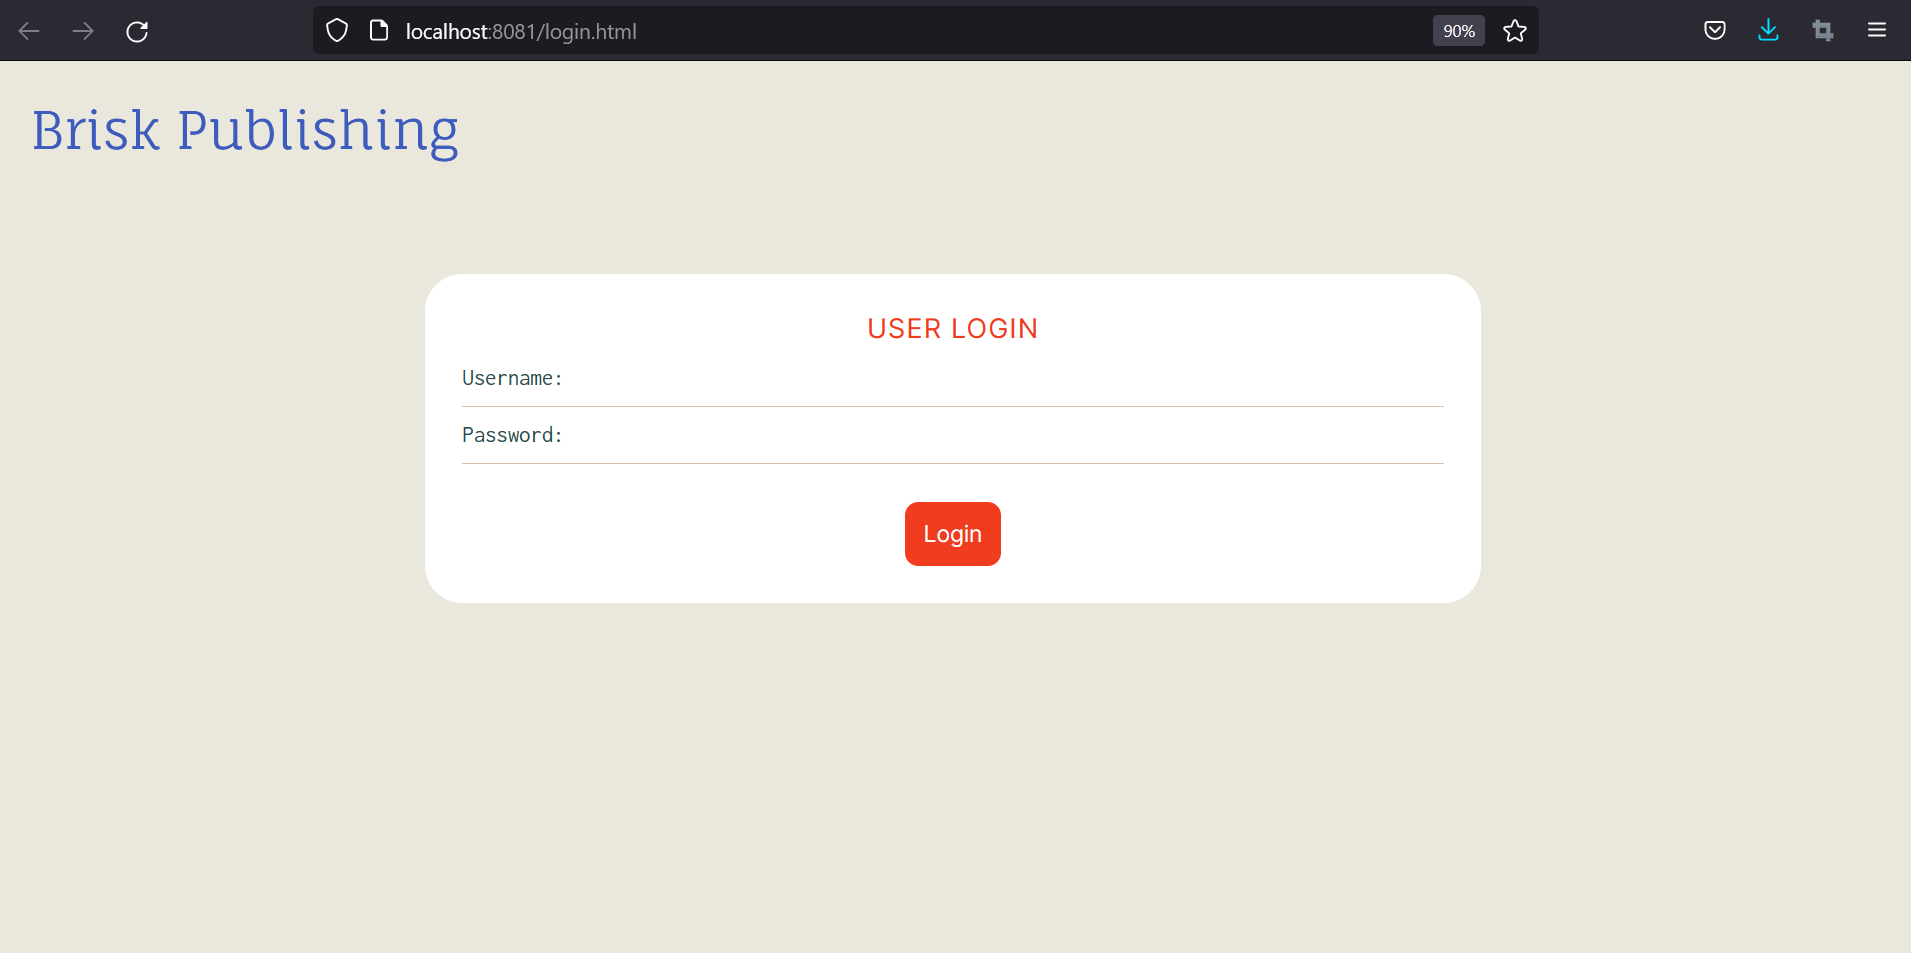 localhost:8081/login.html
90%
Brisk Publishing
USER LOGIN
Username:
Password:
Login